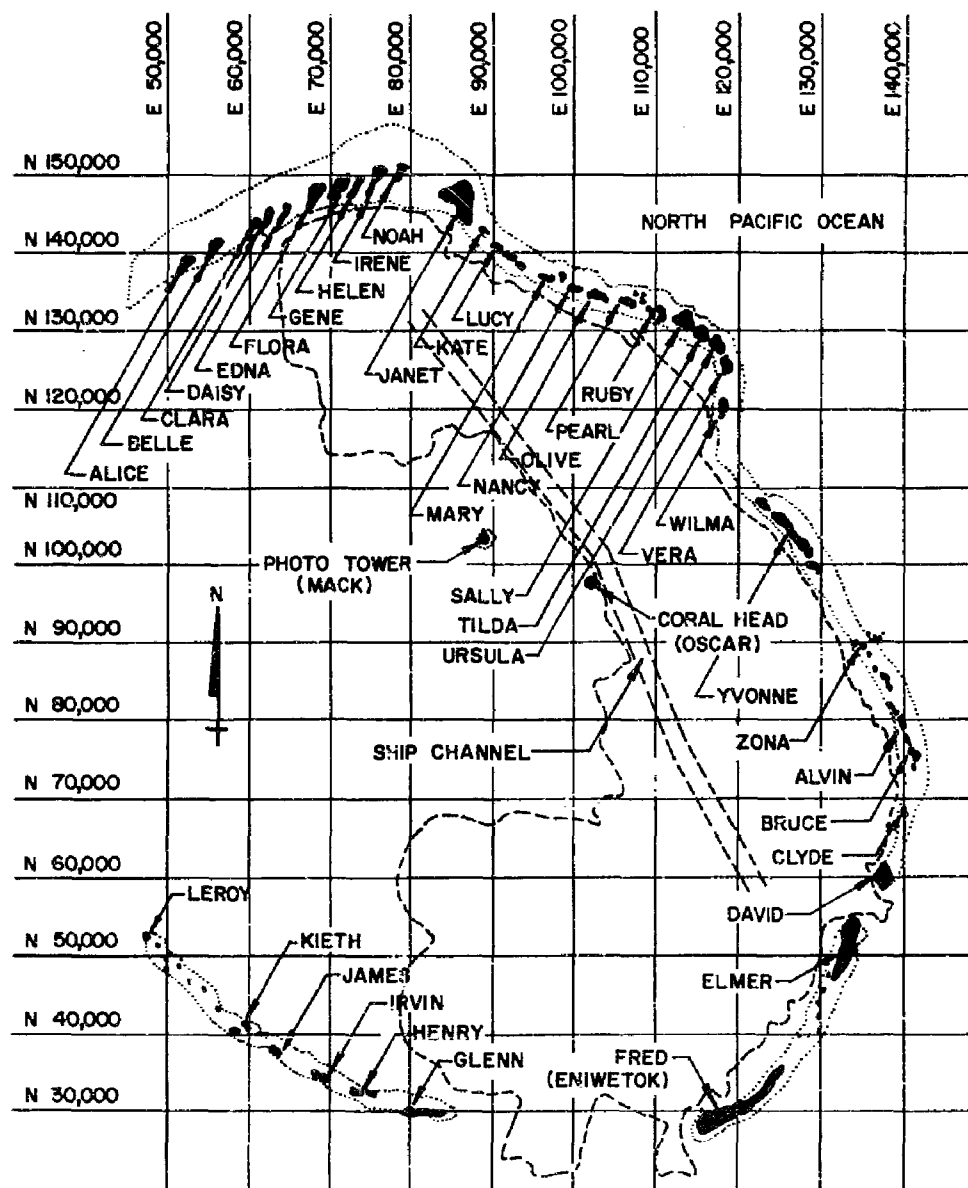 E 50,000
E 60,000
E 70,000
E 80,000
E 90,000
E 100,000
E 110,000
E 120,000
E 130,000
E 140,000
N 150,000
NORTH PACIFIC OCEAN
NOAH
N 140,000
IRENE
HELEN
GENE
LUCY
N 130,000
FLORA
KATE
EDNA
JANET
DAISY
RUBY
N 120,000
CLARA
PEARL
BELLE
OLIVE
ALICE
NANCY
N 110,000
MARY
WILMA
VERA
N 100,000
PHOTO TOWER
(MACK)
SALLY
N
TILDA
CORAL HEAD
(OSCAR)
N 90,000
URSULA
YVONNE
N 80,000
ZONA
SHIP CHANNEL
ALVIN
N 70,000
BRUCE
CLYDE
N 60,000
LEROY
DAVID
N 50,000
KIETH
JAMES
ELMER
IRVIN
N 40,000
HENRY
GLENN
FRED
(ENIWETOK)
N 30,000